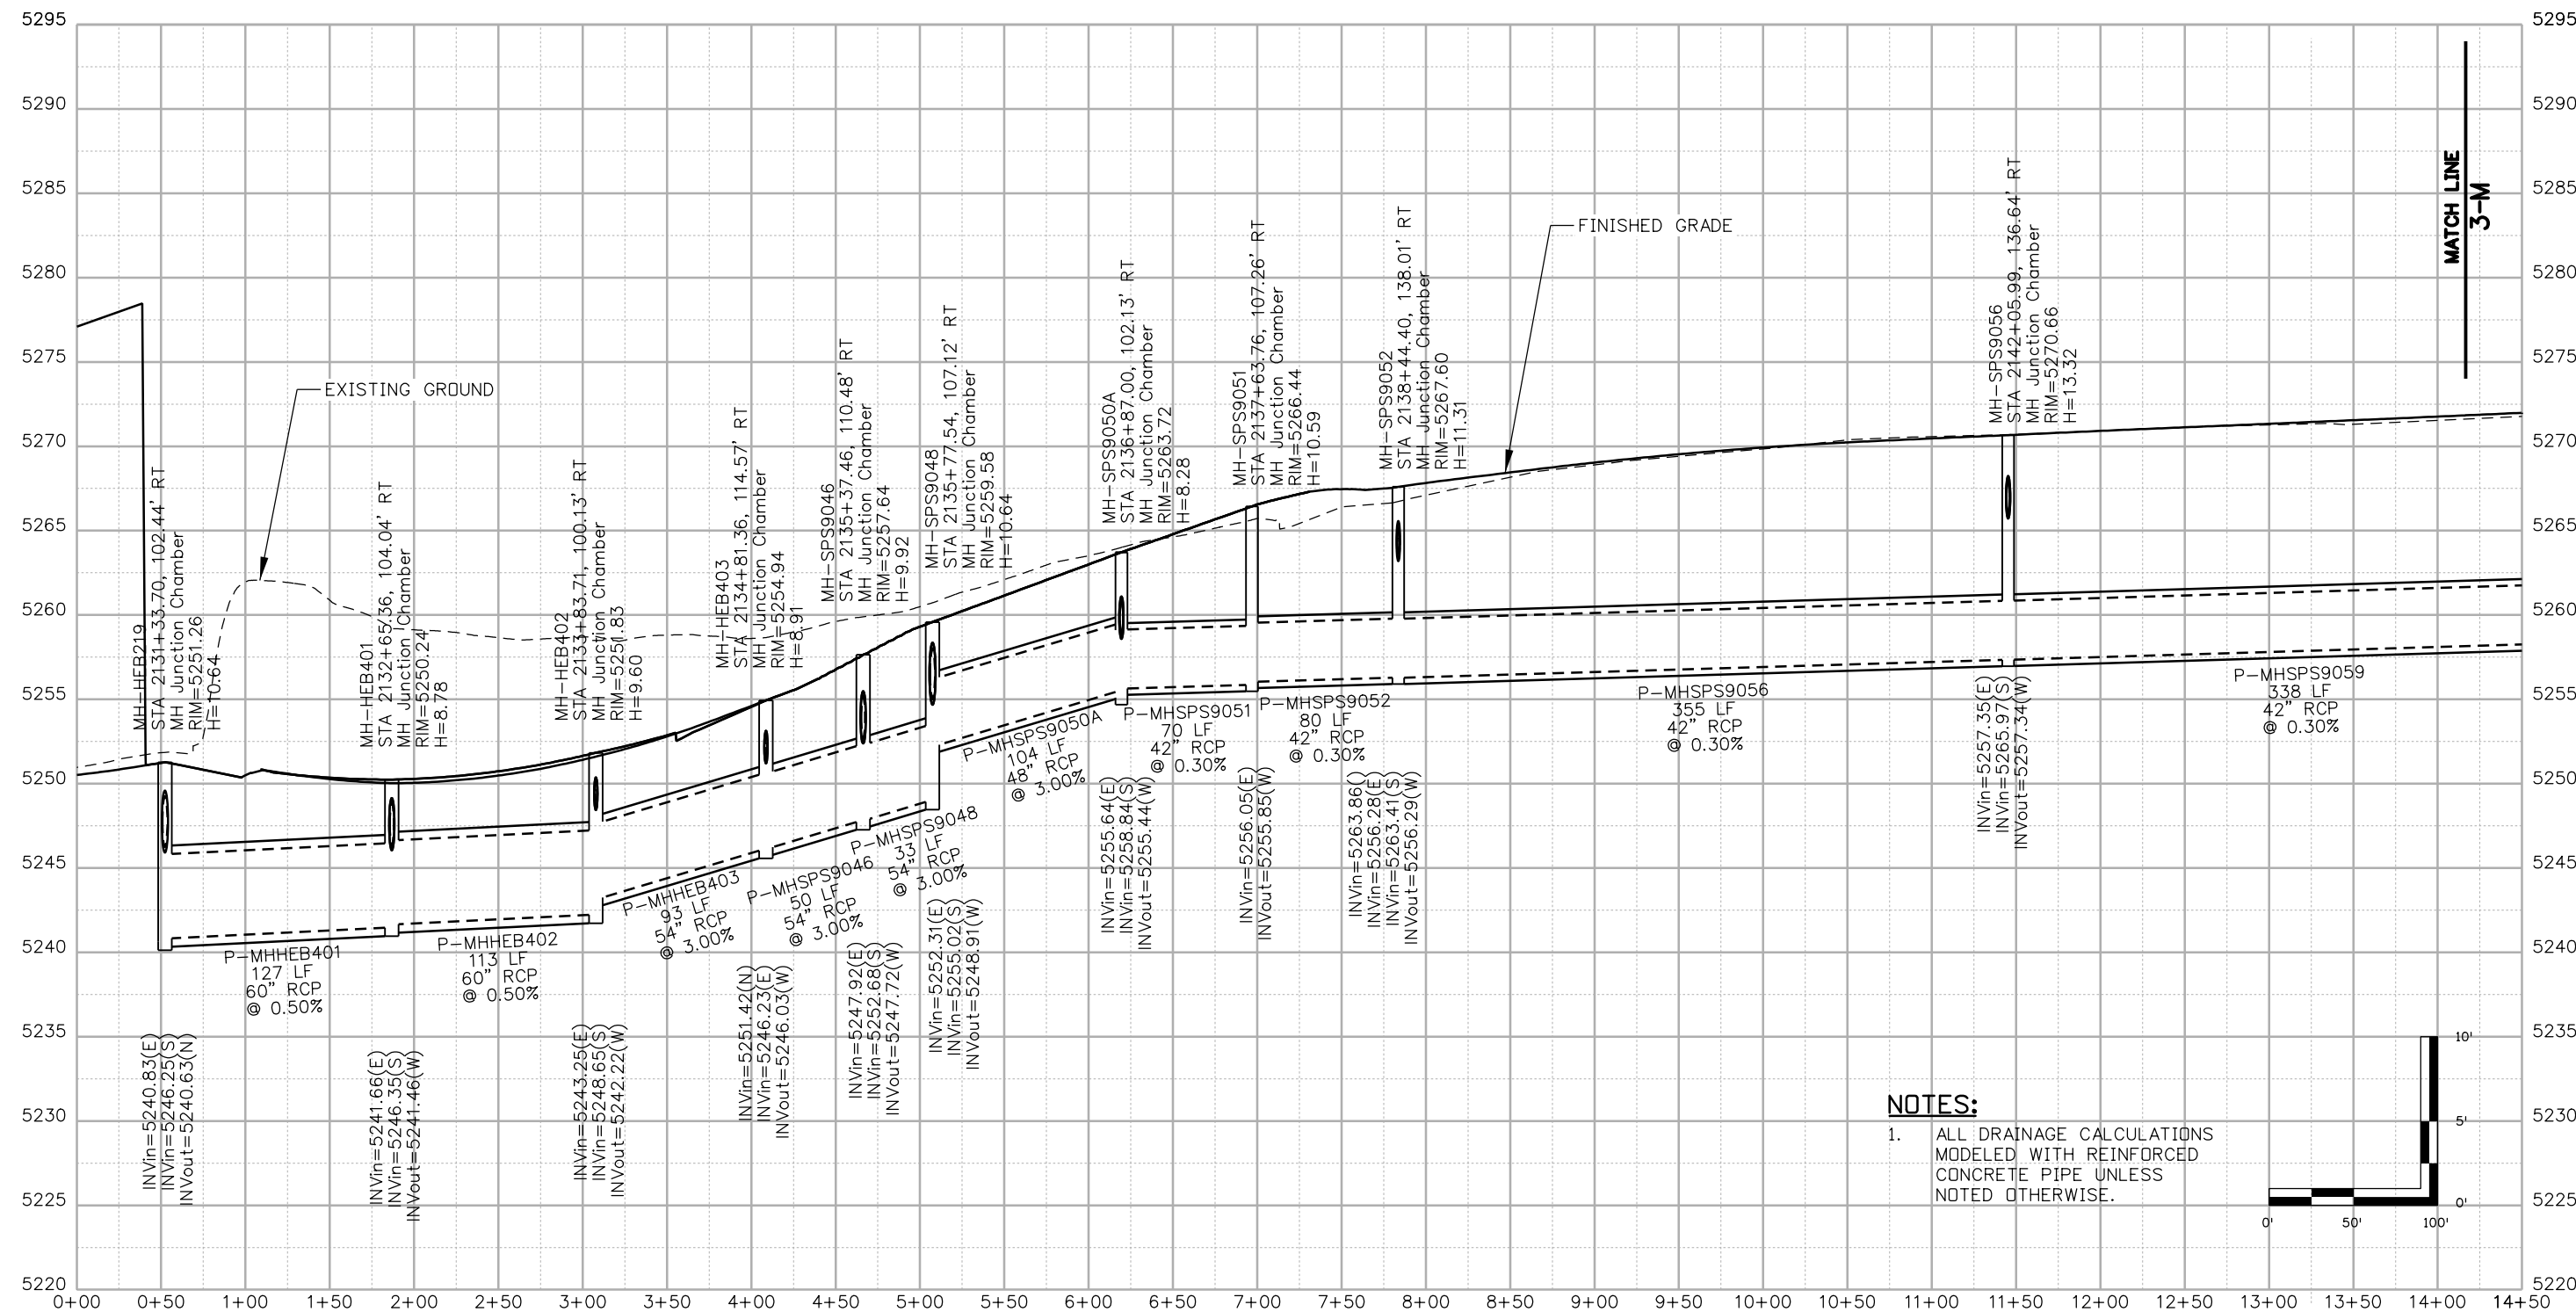 5295
5290
5285
5280
5275
5270
5265
5260
5255
5250
5245
5240
5235
5230
5225
5220
5295
5290
5285
5280
5275
5270
5265
5260
5255
5250
5245
5240
5235
5230
5225
5220
MATCH LINE
3-M
EXISTING GROUND
FINISHED GRADE
MH-HEB219
STA 2131+33.70, 102.44' RT
MH Junction Chamber
RIM=5251.26
H=10.64
MH-HEB401
STA 2132+65.36, 104.04' RT
MH Junction Chamber
RIM=5250.24
H=8.78
MH-HEB402
STA 2133+83.71, 100.13' RT
MH Junction Chamber
RIM=5251.83
H=9.60
MH-HEB403
STA 2134+81.36, 114.57' RT
MH Junction Chamber
RIM=5254.94
H=8.91
MH-SPS9046
STA 2135+37.46, 110.48' RT
MH Junction Chamber
RIM=5257.64
H=9.92
MH-SPS9048
STA 2135+77.54, 107.12' RT
MH Junction Chamber
RIM=5259.58
H=10.64
MH-SPS9050A
STA 2136+87.00, 102.13' RT
MH Junction Chamber
RIM=5263.72
H=8.28
MH-SPS9051
STA 2137+63.76, 107.26' RT
MH Junction Chamber
RIM=5266.44
H=10.59
MH-SPS9052
STA 2138+44.40, 138.01' RT
MH Junction Chamber
RIM=5267.60
H=11.31
MH-SPS9056
STA 2142+05.99, 136.64' RT
MH Junction Chamber
RIM=5270.66
H=13.32
P-MHHEB401
127 LF
60" RCP
@ 0.50%
P-MHHEB402
113 LF
60" RCP
@ 0.50%
P-MHHEB403
93 LF
54" RCP
@ 3.00%
P-MHSPS9046
50 LF
54" RCP
@ 3.00%
P-MHSPS9048
33 LF
54" RCP
@ 3.00%
P-MHSPS9050A
104 LF
48" RCP
@ 3.00%
P-MHSPS9051
70 LF
42" RCP
@ 0.30%
P-MHSPS9052
80 LF
42" RCP
@ 0.30%
P-MHSPS9056
355 LF
42" RCP
@ 0.30%
P-MHSPS9059
338 LF
42" RCP
@ 0.30%
INVin=5240.83(E)
INVin=5246.25(S)
INVout=5240.63(N)
INVin=5241.66(E)
INVin=5246.35(S)
INVout=5241.46(W)
INVin=5243.25(E)
INVin=5248.65(S)
INVout=5242.22(W)
INVin=5251.42(N)
INVin=5246.23(E)
INVout=5246.03(W)
INVin=5247.92(E)
INVin=5252.68(S)
INVout=5247.72(W)
INVin=5252.31(E)
INVin=5255.02(S)
INVout=5248.91(W)
INVin=5255.64(E)
INVin=5258.84(S)
INVout=5255.44(W)
INVin=5256.05(E)
INVout=5255.85(W)
INVin=5263.86()
INVin=5256.28(E)
INVin=5263.41(S)
INVout=5256.29(W)
INVin=5257.35(E)
INVin=5265.97(S)
INVout=5257.34(W)
NOTES:
1. ALL DRAINAGE CALCULATIONS
MODELED WITH REINFORCED
CONCRETE PIPE UNLESS
NOTED OTHERWISE.
10'
5'
0'
0' 50' 100'
0+00 0+50 1+00 1+50 2+00 2+50 3+00 3+50 4+00 4+50 5+00 5+50 6+00 6+50 7+00 7+50 8+00 8+50 9+00 9+50 10+00 10+50 11+00 11+50 12+00 12+50 13+00 13+50 14+00 14+50